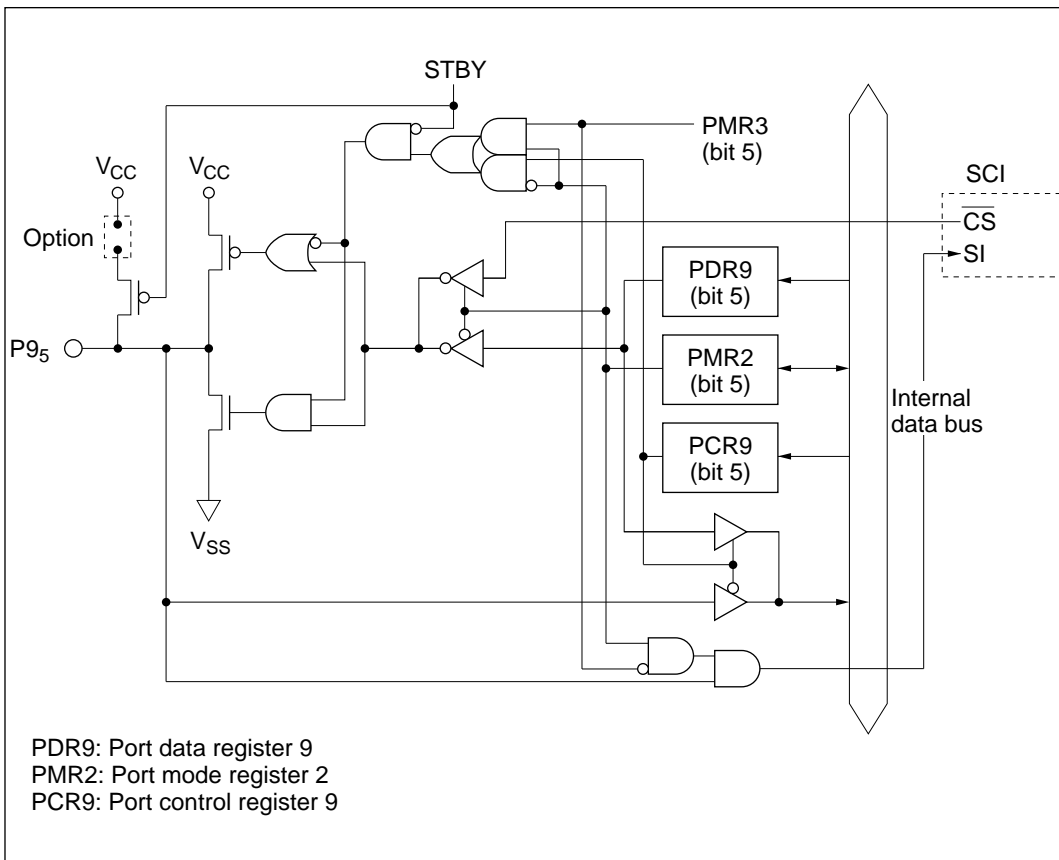 STBY
PMR3
(bit 5)
VCC
VCC
SCI
Option
CS
SI
PDR9
(bit 5)
P95
PMR2
(bit 5)
Internal
data bus
PCR9
(bit 5)
VSS
PDR9: Port data register 9
PMR2: Port mode register 2
PCR9: Port control register 9